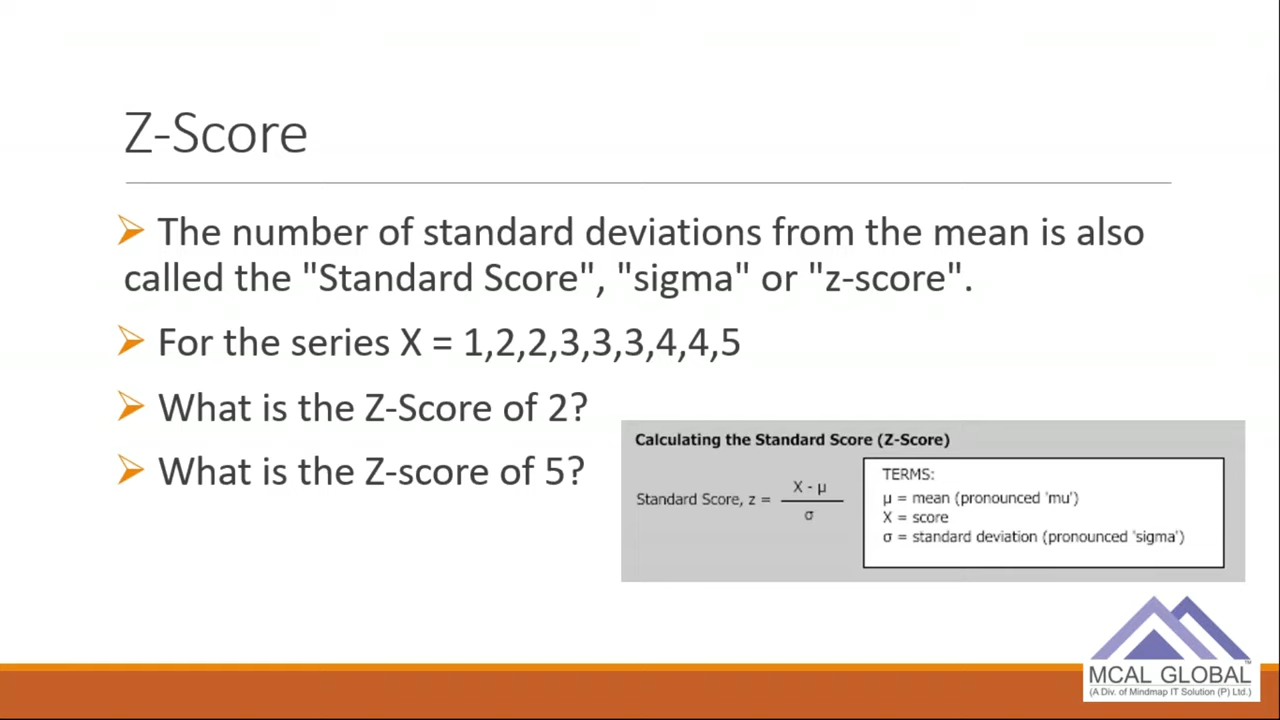 Z-Score
The number of standard deviations from the mean is also
called the "Standard Score", "sigma" or "z-score".
For the series X = 1,2,2,3,3,3,4,4,5
What is the Z-Score of 2?
What is the Z-score of 5?
Calculating the Standard Score (Z-Score)
Standard Score, z =
X - μ
σ
TERMS:
μ = mean (pronounced 'mu')
X = score
σ = standard deviation (pronounced 'sigma')
MCAL GLOBAL™
(A Div. of Mindmap IT Solution (P) Ltd.)